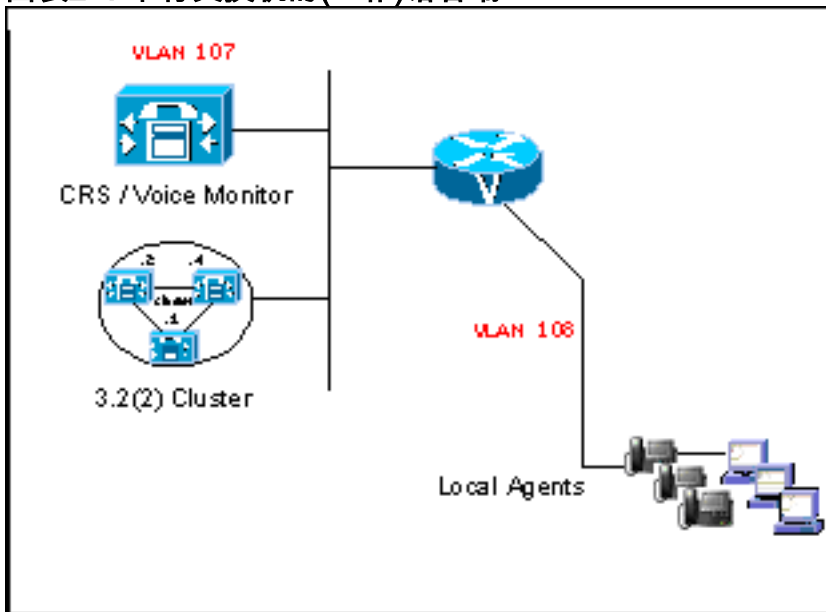 VLAN 107
CRS / Voice Monitor
.2 .4
.1
3.2(2) Cluster
V
VLAN 108
Local Agents